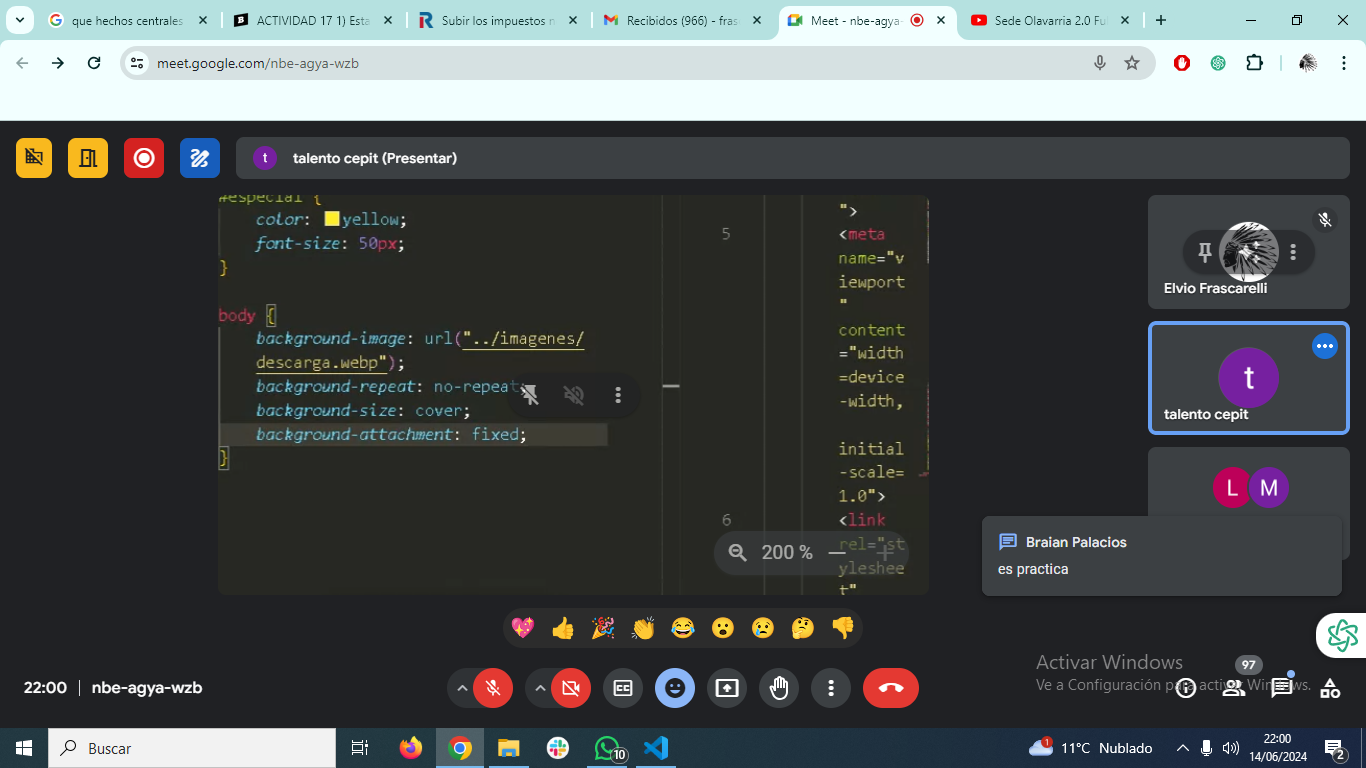 que hechos centrales
ACTIVIDAD 17 1) Esta
Subir los impuestos n
Recibidos (966) - fras
Meet - nbe-agya-
Sede Olavarria 2.0 Ful
meet.google.com/nbe-agya-wzb
t
talento cepit (Presentar)
#especial {
color: yellow;
font-size: 50px;
}
body {
background-image: url("../imagenes/
descarga.webp");
background-repeat: no-repeat;
background-size: cover;
background-attachment: fixed;
}
">
5
<meta
name="v
iewport
"
content
="width
=device
-width,
initial
-scale=
1.0">
6
<link
rel="st
yleshee
t"
200 %
Elvio Frascarelli
t
talento cepit
L M
Braian Palacios
es practica
22:00
nbe-agya-wzb
Activar Windows
Ve a Configuración para activar Windows.
97
Buscar
10
1
11°C Nublado
22:00
14/06/2024
2